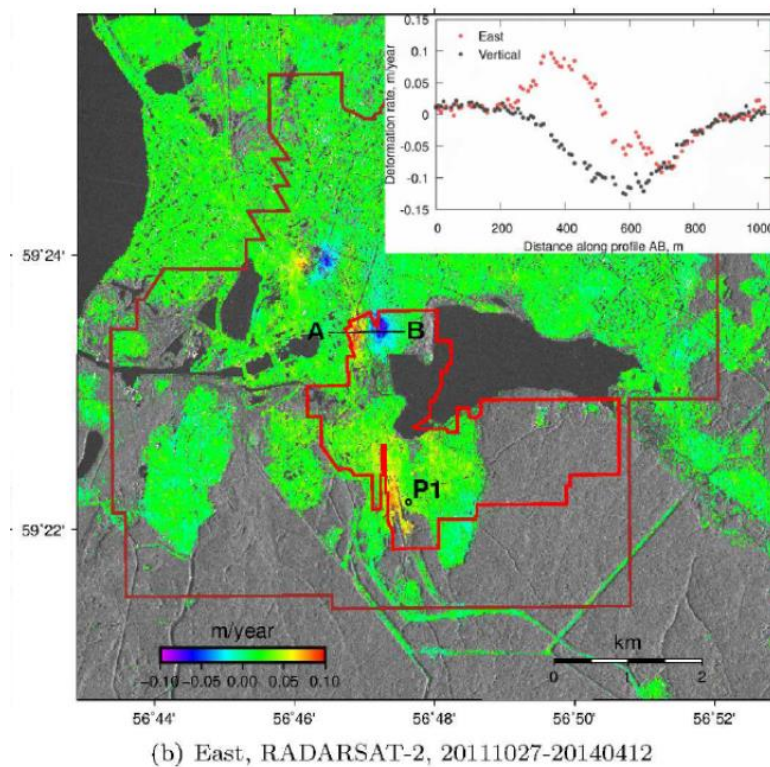 0.15
East
Vertical
0.10
0.05
0
-0.05
-0.10
-0.15
Deformation rate, m/year
0 200 400 600 800 1000
Distance along profile AB, m
59˚24'
A B
P1
59˚22'
m/year
−0.10 −0.05 0.00 0.05 0.10
km
0 1 2
56˚44' 56˚46' 56˚48' 56˚50' 56˚52'
(b) East, RADARSAT-2, 20111027-20140412